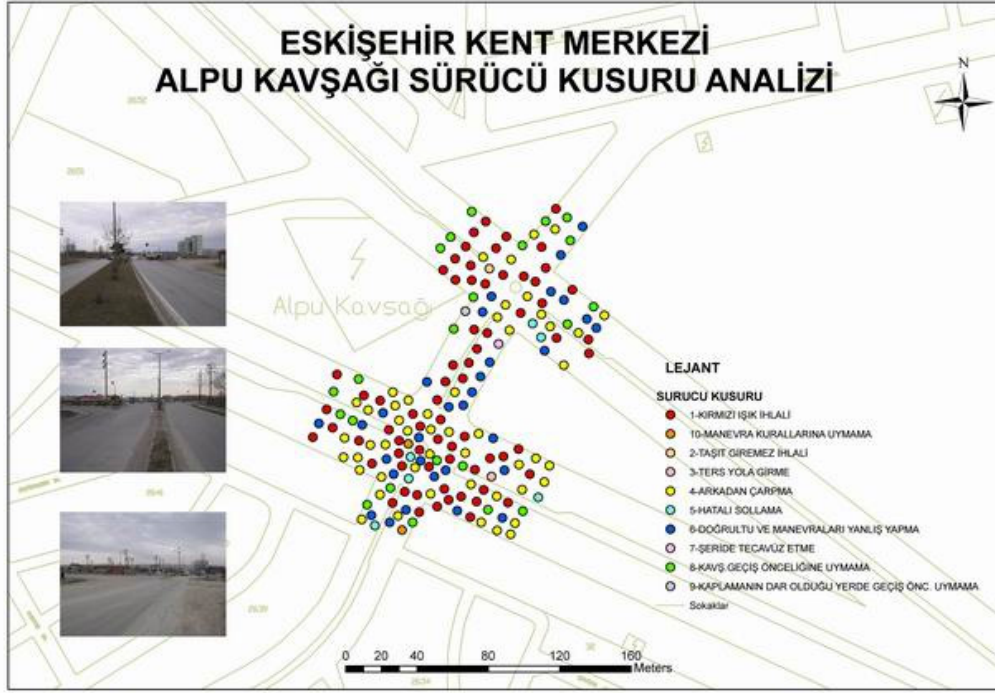 ESKİŞEHİR KENT MERKEZİ
ALPU KAVŞAĞI SÜRÜCÜ KUSURU ANALİZİ
N
Alpu Kavsağı
LEJANT
SURUCU KUSURU
1-KIRMIZI IŞIK İHLALİ
10-MANEVRA KURALLARINA UYMAMA
2-TAŞIT GİREMEZ İHLALİ
3-TERS YOLA GİRME
4-ARKADAN ÇARPMA
5-HATALI SOLLAMA
6-DOĞRULTU VE MANEVRALARI YANLIŞ YAPMA
7-ŞERİDE TECAVÜZ ETME
8-KAVŞ.GEÇİŞ ÖNCELİĞİNE UYMAMA
9-KAPLAMANIN DAR OLDUĞU YERDE GEÇİŞ ÖNC. UYMAMA
Sokaklar
0 20 40 80 120 160
Meters